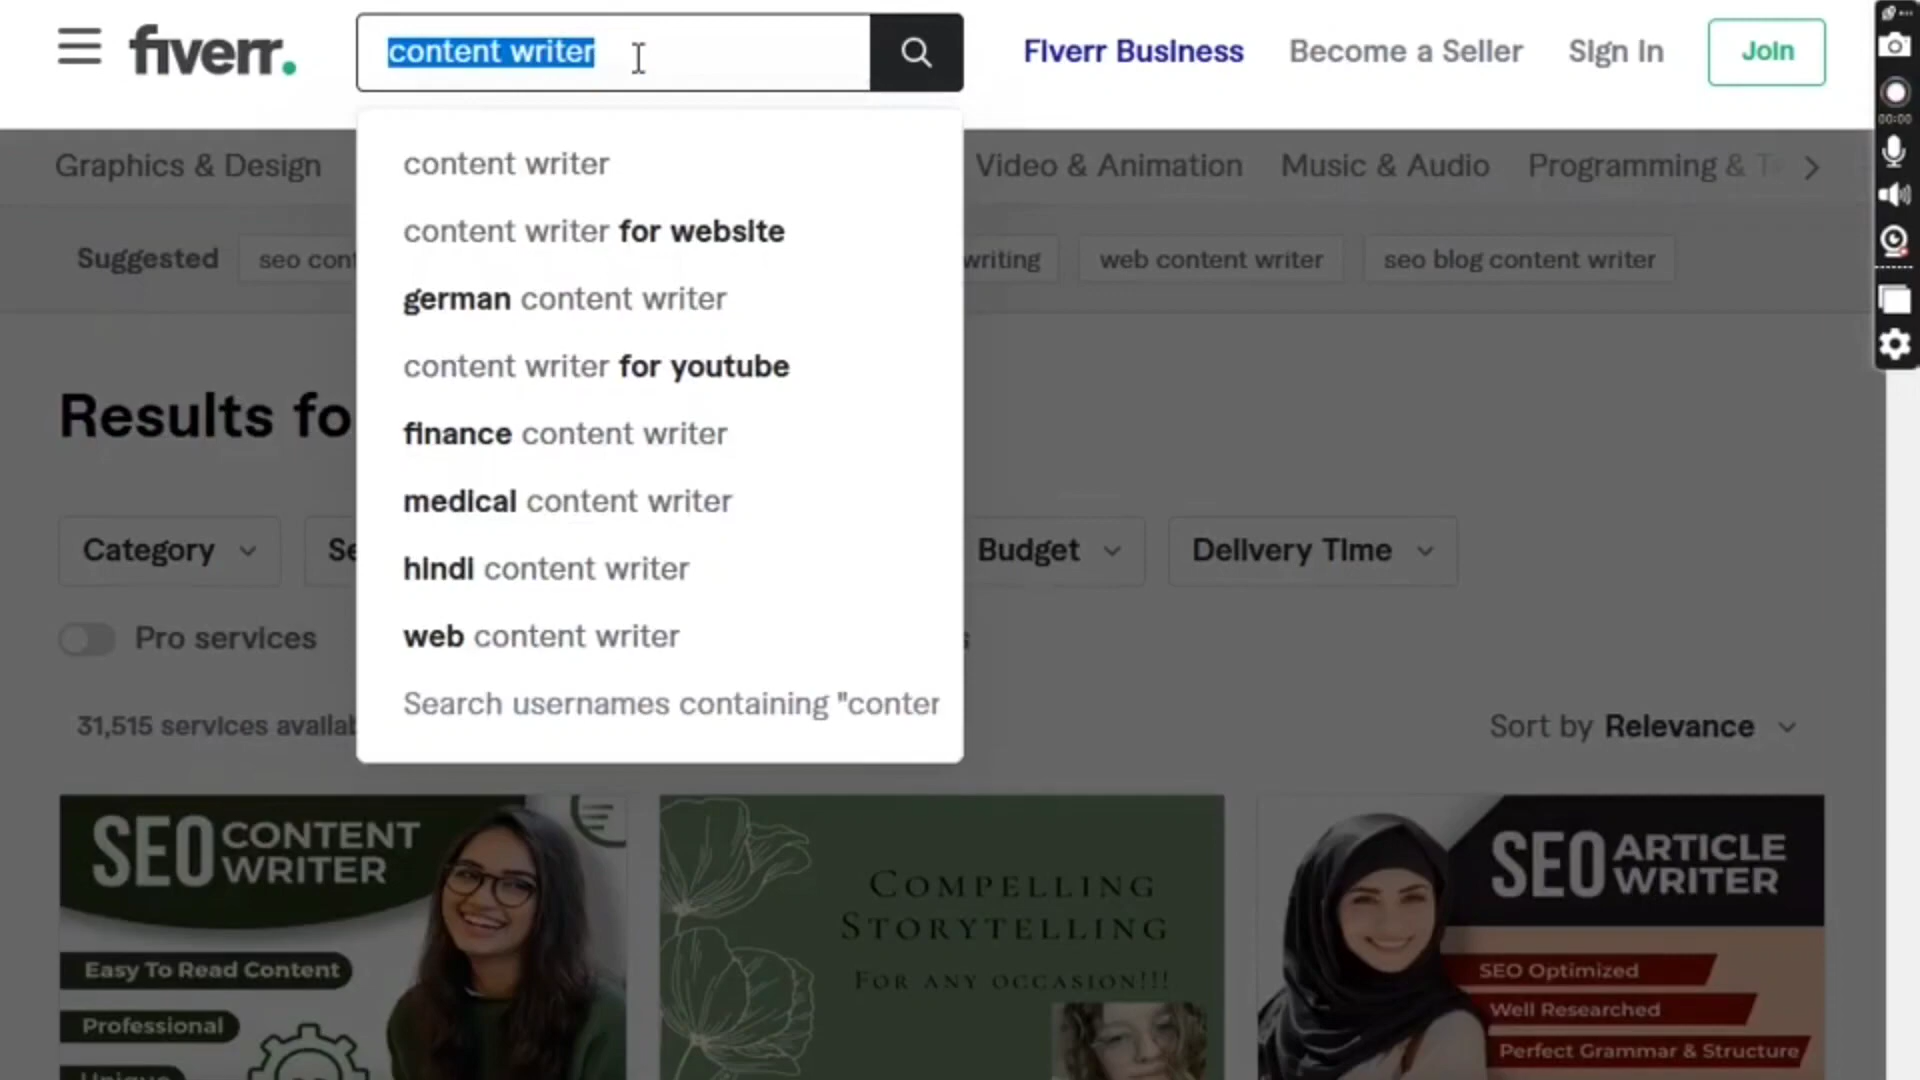 fiverr.
content writer
Fiverr Business
Become a Seller
Sign In
Join
00:00
content writer
content writer for website
german content writer
content writer for youtube
finance content writer
medical content writer
hindi content writer
web content writer
Search usernames containing "conter
Graphics & Design
Video & Animation
Music & Audio
Programming &
Suggested
seo
writing
web content writer
seo blog content writer
Results
Category
Budget
Delivery Time
Pro services
31,515 services
Sort by Relevance
SEO CONTENT WRITER
Easy To Read Content
Professional
Unique
COMPELLING
STORYTELLING
FOR ANY OCCASION!!!
SEO ARTICLE WRITER
SEO Optimized
Well Researched
Perfect Grammar & Structure